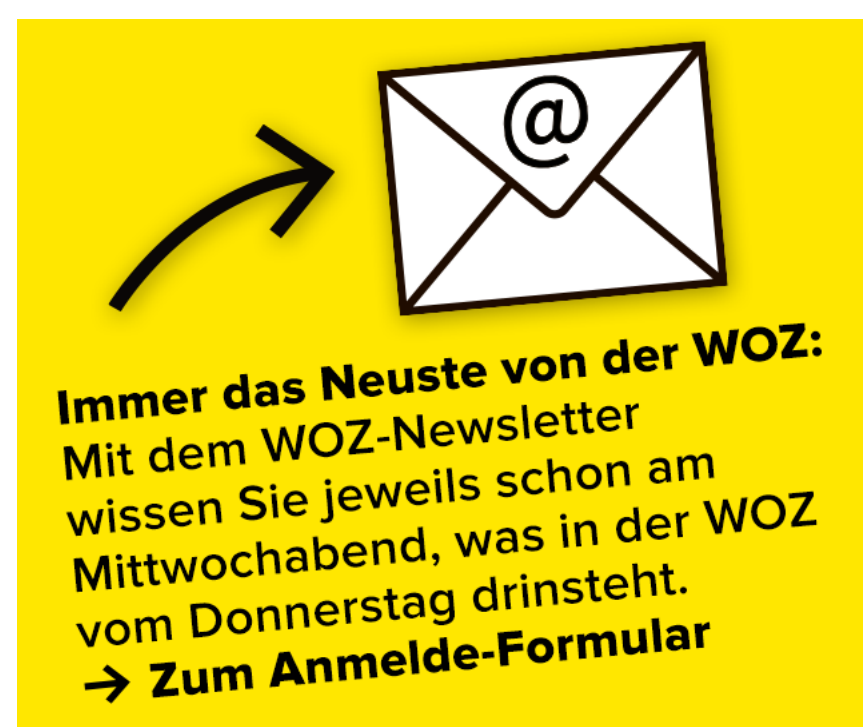 @
Immer das Neuste von der WOZ:
Mit dem WOZ-Newsletter
wissen Sie jeweils schon am
Mittwochabend, was in der WOZ
vom Donnerstag drinsteht.
→ Zum Anmelde-Formular